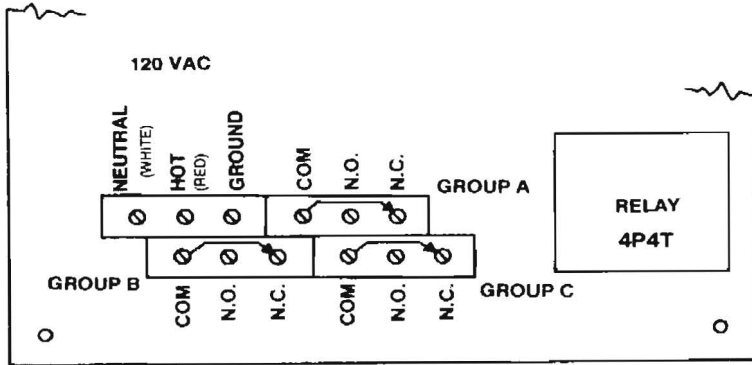 120 VAC
NEUTRAL
(WHITE)
HOT
(RED)
GROUND
COM
N.O.
N.C.
GROUP A
RELAY
4P4T
GROUP B
COM
N.O.
N.C.
COM
N.O.
N.C.
GROUP C